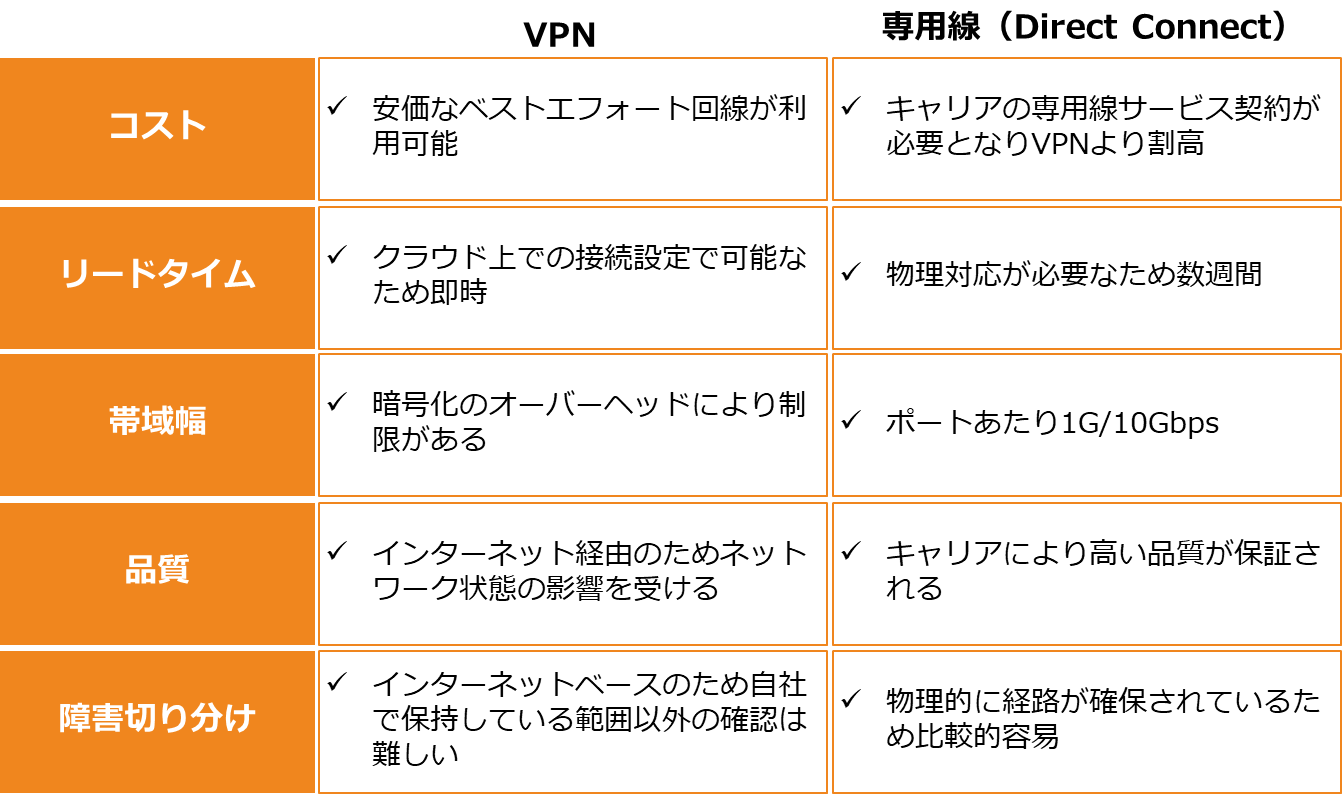 VPN
専用線（Direct Connect）
コスト
✓ 安価なベストエフォート回線が利
用可能
✓ キャリアの専用線サービス契約が
必要となりVPNより割高
リードタイム
✓ クラウド上での接続設定で可能な
ため即時
✓ 物理対応が必要なため数週間
帯域幅
✓ 暗号化のオーバーヘッドにより制
限がある
✓ ポートあたり1G/10Gbps
品質
✓ インターネット経由のためネット
ワーク状態の影響を受ける
✓ キャリアにより高い品質が保証さ
れる
障害切り分け
✓ インターネットベースのため自社
で保持している範囲以外の確認は
難しい
✓ 物理的に経路が確保されているた
め比較的容易